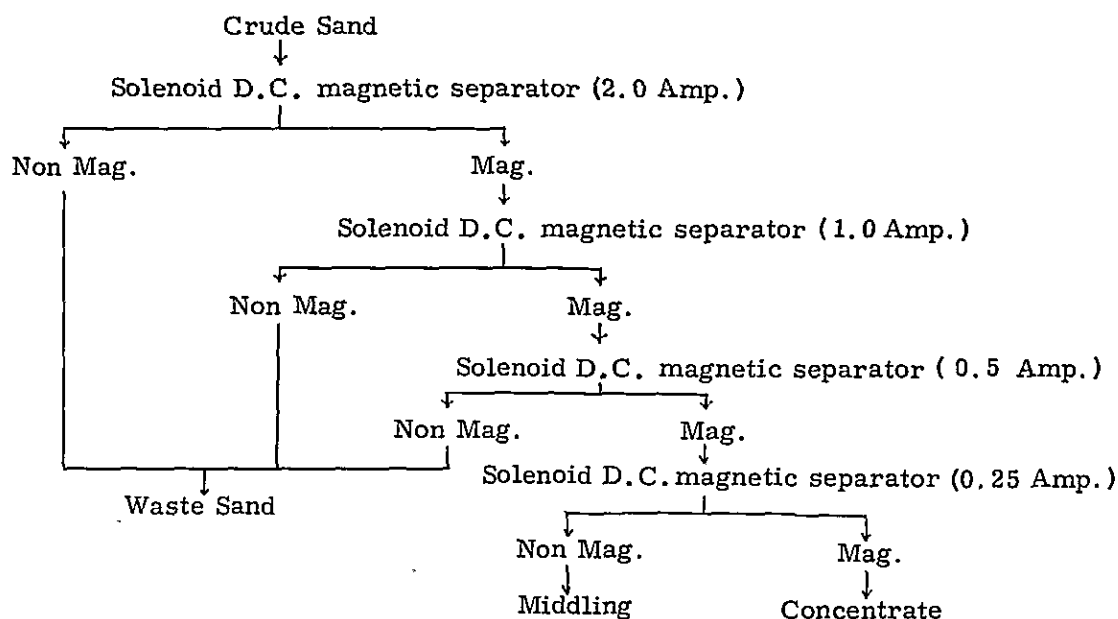 Crude Sand
Solenoid D.C. magnetic separator (2.0 Amp.)
Non Mag.
Mag.
Solenoid D.C. magnetic separator (1.0 Amp.)
Non Mag.
Mag.
Solenoid D.C. magnetic separator (0.5 Amp.)
Non Mag.
Mag.
Solenoid D.C. magnetic separator (0.25 Amp.)
Waste Sand
Non Mag.
Mag.
Middling
Concentrate